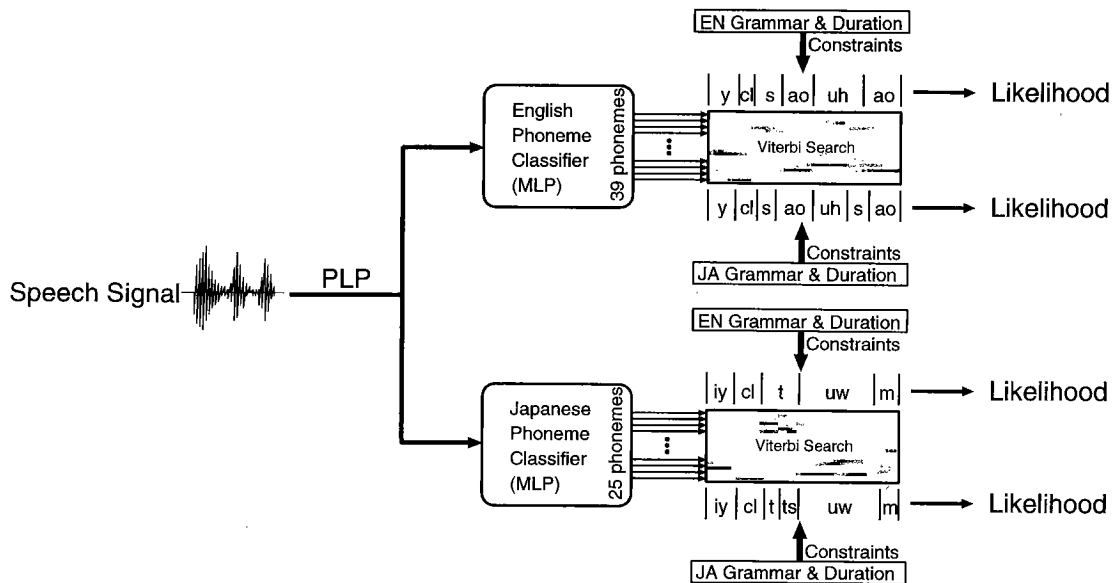 EN Grammar & Duration
Constraints
y cl s ao uh ao
Likelihood
English
Phoneme
Classifier
(MLP)
39 phonemes
Viterbi Search
y cl s ao uh s ao
Likelihood
Constraints
JA Grammar & Duration
Speech Signal
PLP
EN Grammar & Duration
Constraints
iy cl t uw m
Likelihood
Japanese
Phoneme
Classifier
(MLP)
25 phonemes
Viterbi Search
iy cl t ts uw m
Likelihood
Constraints
JA Grammar & Duration